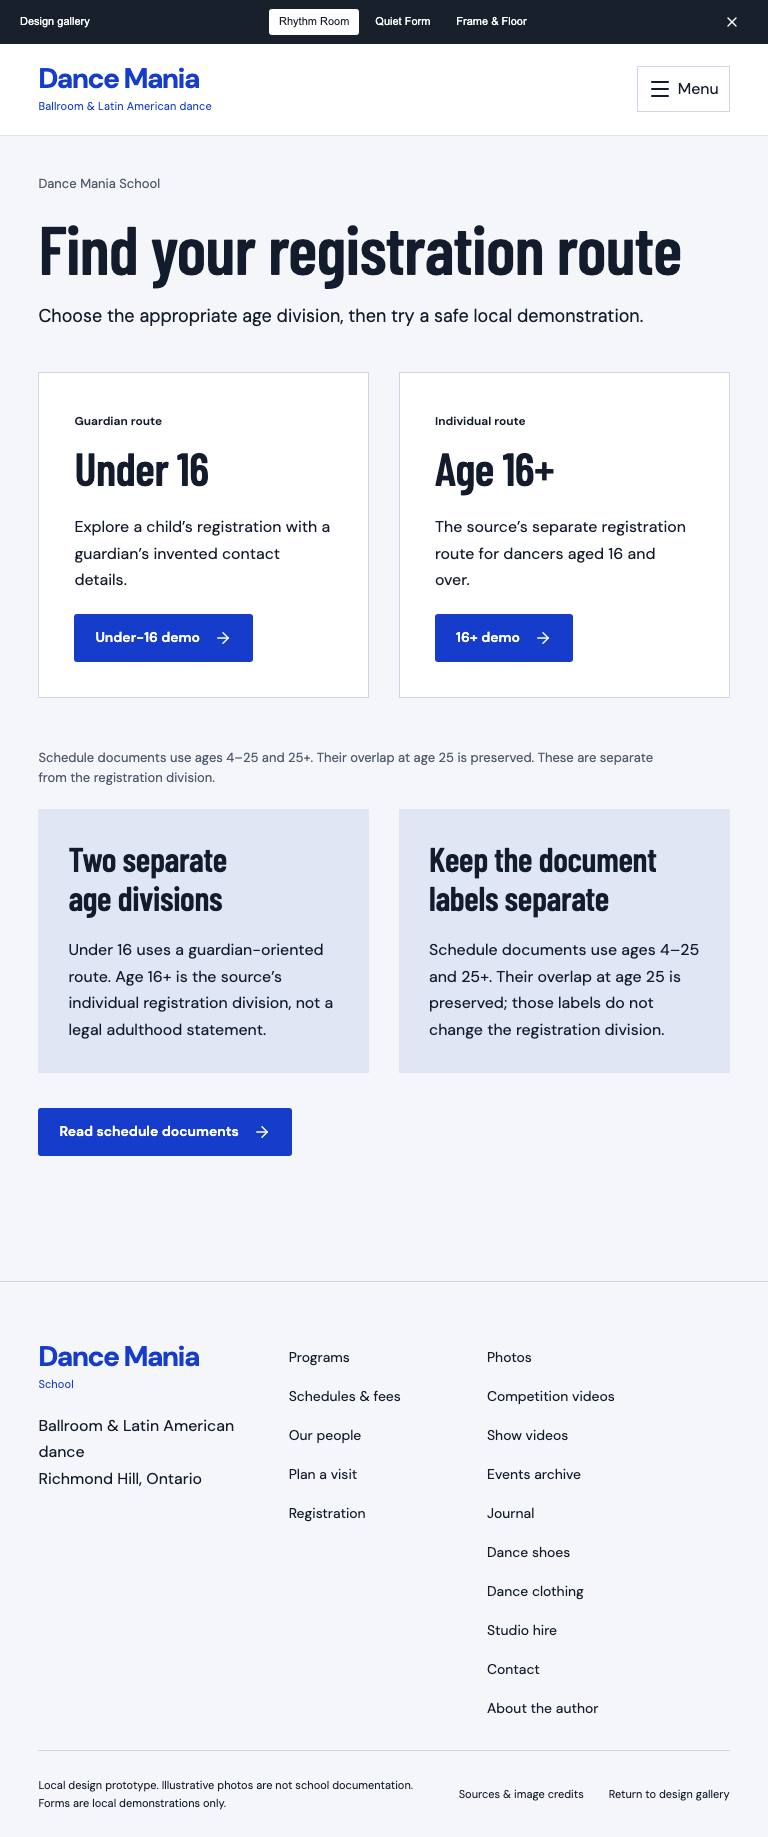 Design gallery
Rhythm Room
Quiet Form
Frame & Floor
Dance Mania
Ballroom & Latin American dance
Menu
Dance Mania School
Find your registration route
Choose the appropriate age division, then try a safe local demonstration.
Guardian route
Under 16
Explore a child’s registration with a
guardian’s invented contact
details.
Under-16 demo
Individual route
Age 16+
The source’s separate registration
route for dancers aged 16 and
over.
16+ demo
Schedule documents use ages 4–25 and 25+. Their overlap at age 25 is preserved. These are separate
from the registration division.
Two separate
age divisions
Under 16 uses a guardian-oriented
route. Age 16+ is the source’s
individual registration division, not a
legal adulthood statement.
Keep the document
labels separate
Schedule documents use ages 4–25
and 25+. Their overlap at age 25 is
preserved; those labels do not
change the registration division.
Read schedule documents
Dance Mania
School
Ballroom & Latin American
dance
Richmond Hill, Ontario
Programs
Schedules & fees
Our people
Plan a visit
Registration
Photos
Competition videos
Show videos
Events archive
Journal
Dance shoes
Dance clothing
Studio hire
Contact
About the author
Local design prototype. Illustrative photos are not school documentation.
Forms are local demonstrations only.
Sources & image credits
Return to design gallery